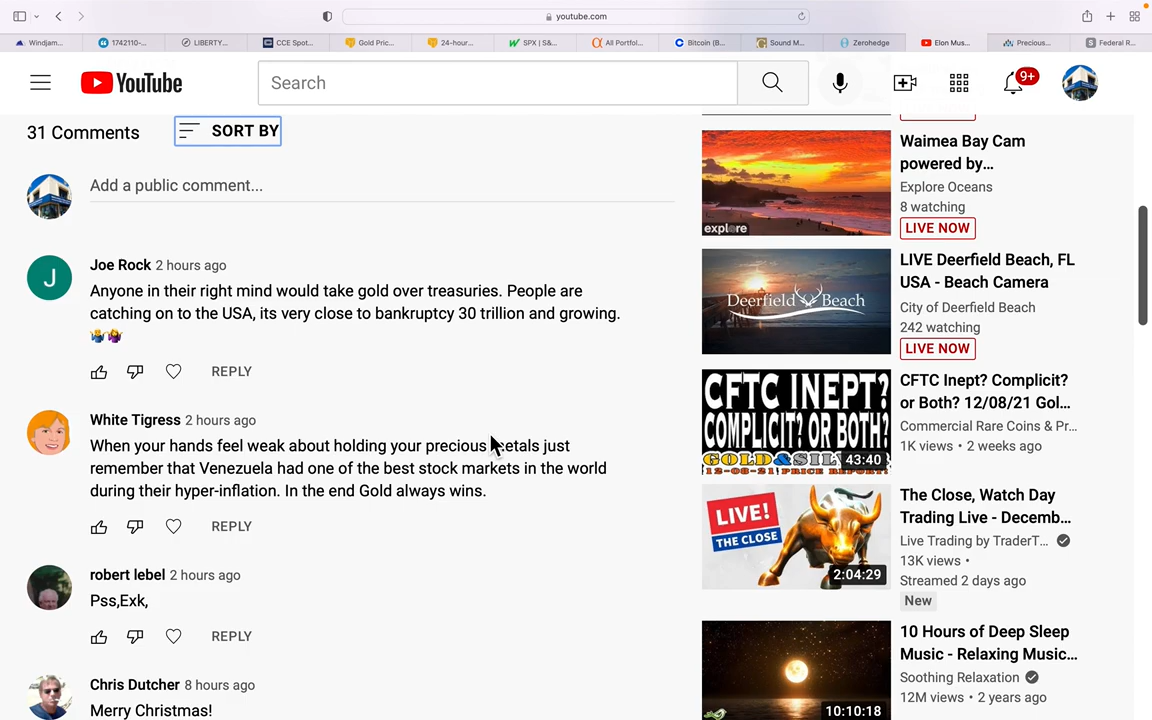 youtube.com
Windjam...
1742110-...
LIBERTY...
CCE Spot...
Gold Pric...
24-hour...
SPX | S&...
All Portfol...
Bitcoin (B...
Sound M...
Zerohedge
Elon Mus...
Precious...
Federal R...
YouTube
Search
9+
31 Comments
SORT BY
Add a public comment...
J
Joe Rock 2 hours ago
Anyone in their right mind would take gold over treasuries. People are
catching on to the USA, its very close to bankruptcy 30 trillion and growing.
REPLY
White Tigress 2 hours ago
When your hands feel weak about holding your precious metals just
remember that Venezuela had one of the best stock markets in the world
during their hyper-inflation. In the end Gold always wins.
REPLY
robert lebel 2 hours ago
Pss,Exk,
REPLY
Chris Dutcher 8 hours ago
Merry Christmas!
explore
Waimea Bay Cam
powered by...
Explore Oceans
8 watching
LIVE NOW
Deerfield Beach
LIVE Deerfield Beach, FL
USA - Beach Camera
City of Deerfield Beach
242 watching
LIVE NOW
CFTC INEPT?
COMPLICIT?
OR BOTH?
GOLD&SIL
12-08-21 PRICE REPORT!
43:40
CFTC Inept? Complicit?
or Both? 12/08/21 Gol...
Commercial Rare Coins & Pr...
1K views • 2 weeks ago
LIVE!
THE CLOSE
2:04:29
The Close, Watch Day
Trading Live - Decemb...
Live Trading by TraderT...
13K views •
Streamed 2 days ago
New
10:10:18
10 Hours of Deep Sleep
Music - Relaxing Music...
Soothing Relaxation
12M views • 2 years ago